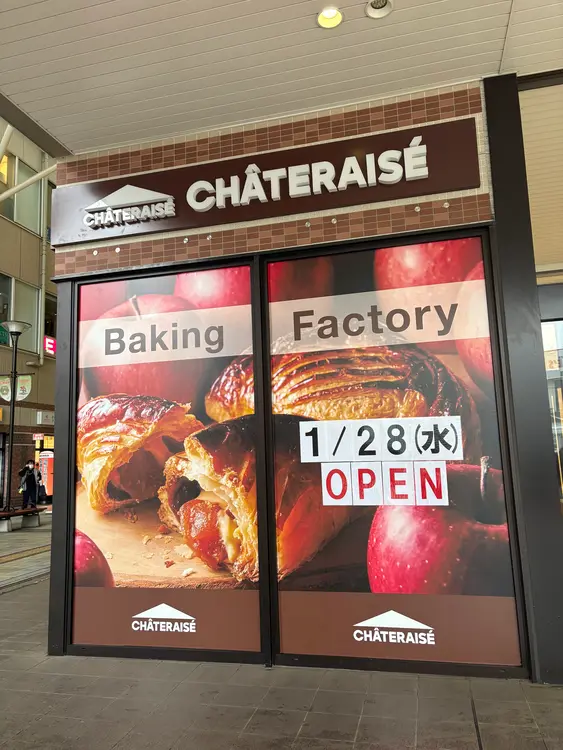 CHÂTERAISÉ
CHÂTERAISÉ
Baking Factory
1/28(水)
OPEN
CHÂTERAISÉ
CHÂTERAISÉ